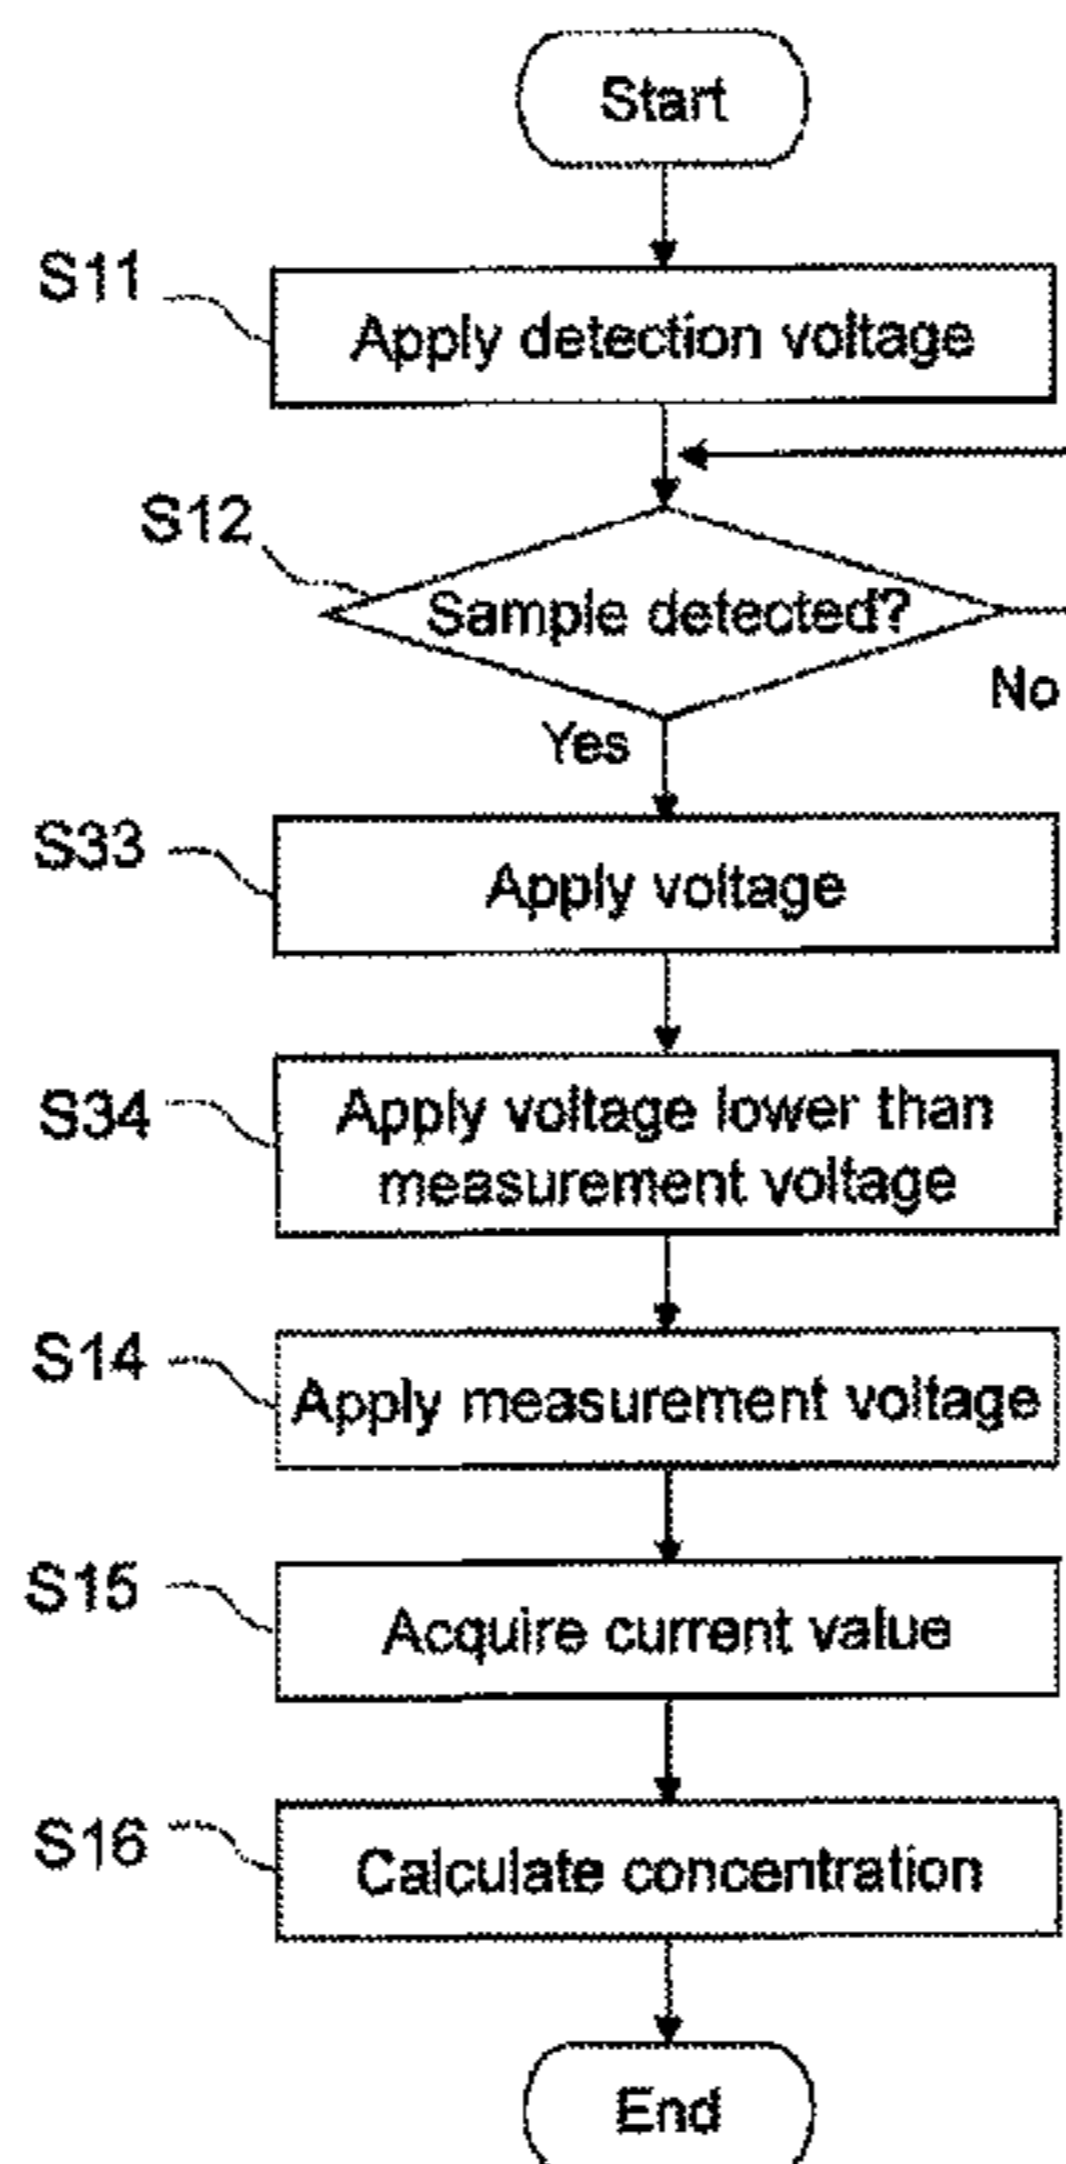 Start
S11
Apply detection voltage
S12
Sample detected?
No
Yes
S33
Apply voltage
S34
Apply voltage lower than
measurement voltage
S14
Apply measurement voltage
S15
Acquire current value
S16
Calculate concentration
End